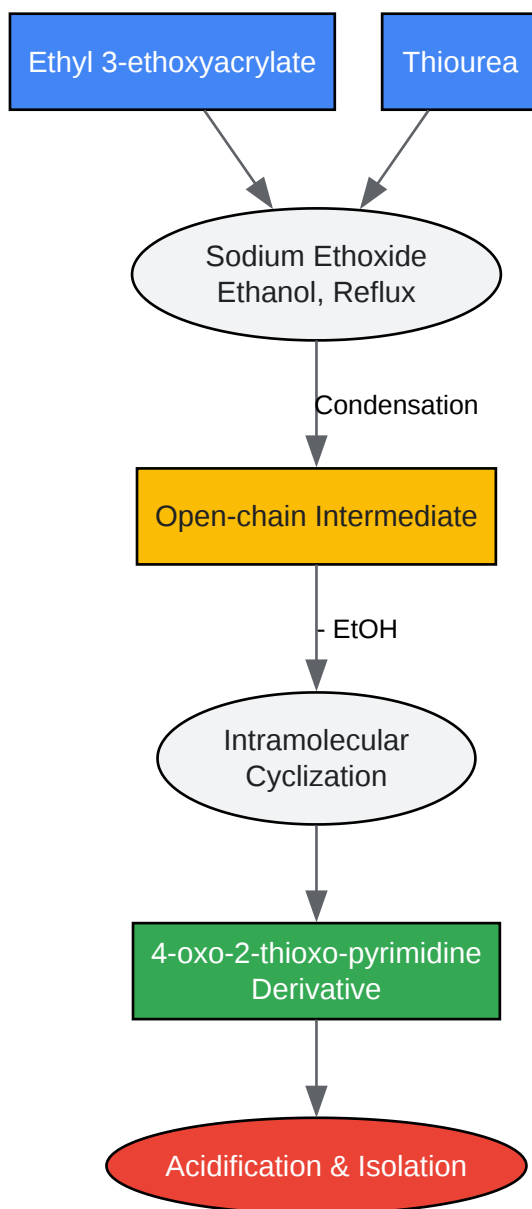 Ethyl 3-ethoxyacrylate
Thiourea
Sodium Ethoxide
Ethanol, Reflux
Condensation
Open-chain Intermediate
- EtOH
Intramolecular
Cyclization
4-oxo-2-thioxo-pyrimidine
Derivative
Acidification & Isolation